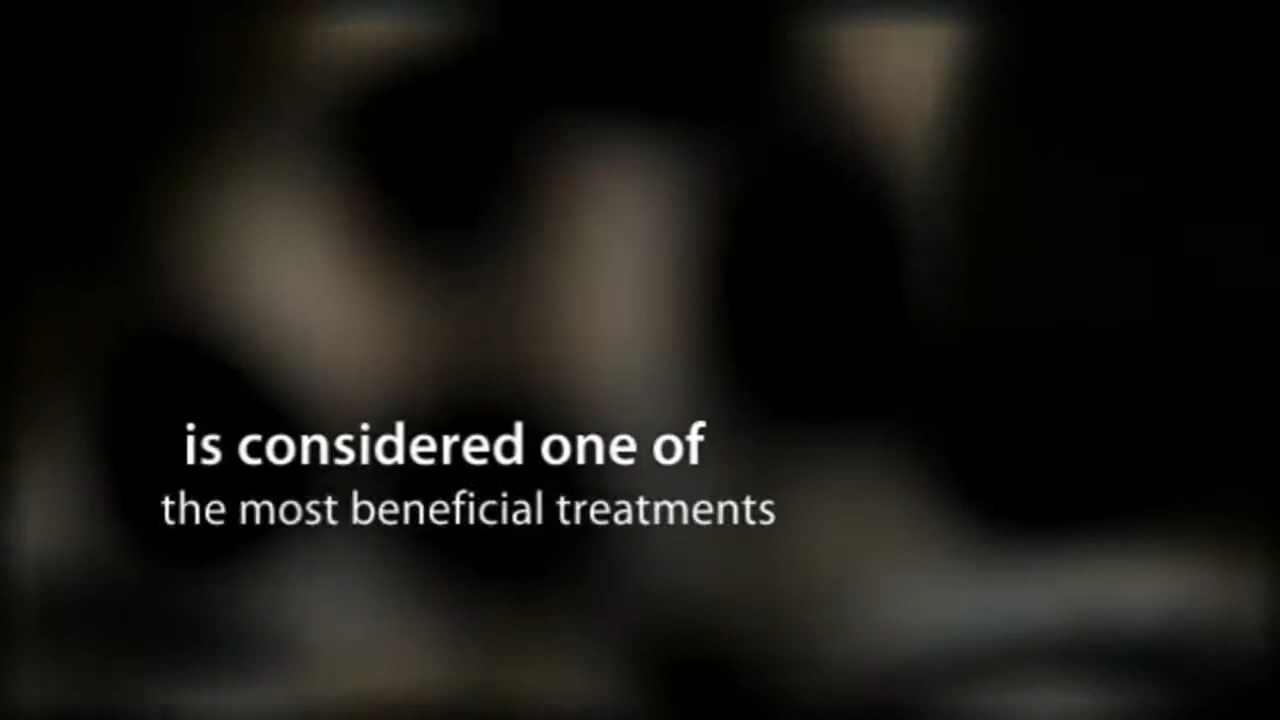 is considered one of
the most beneficial treatments